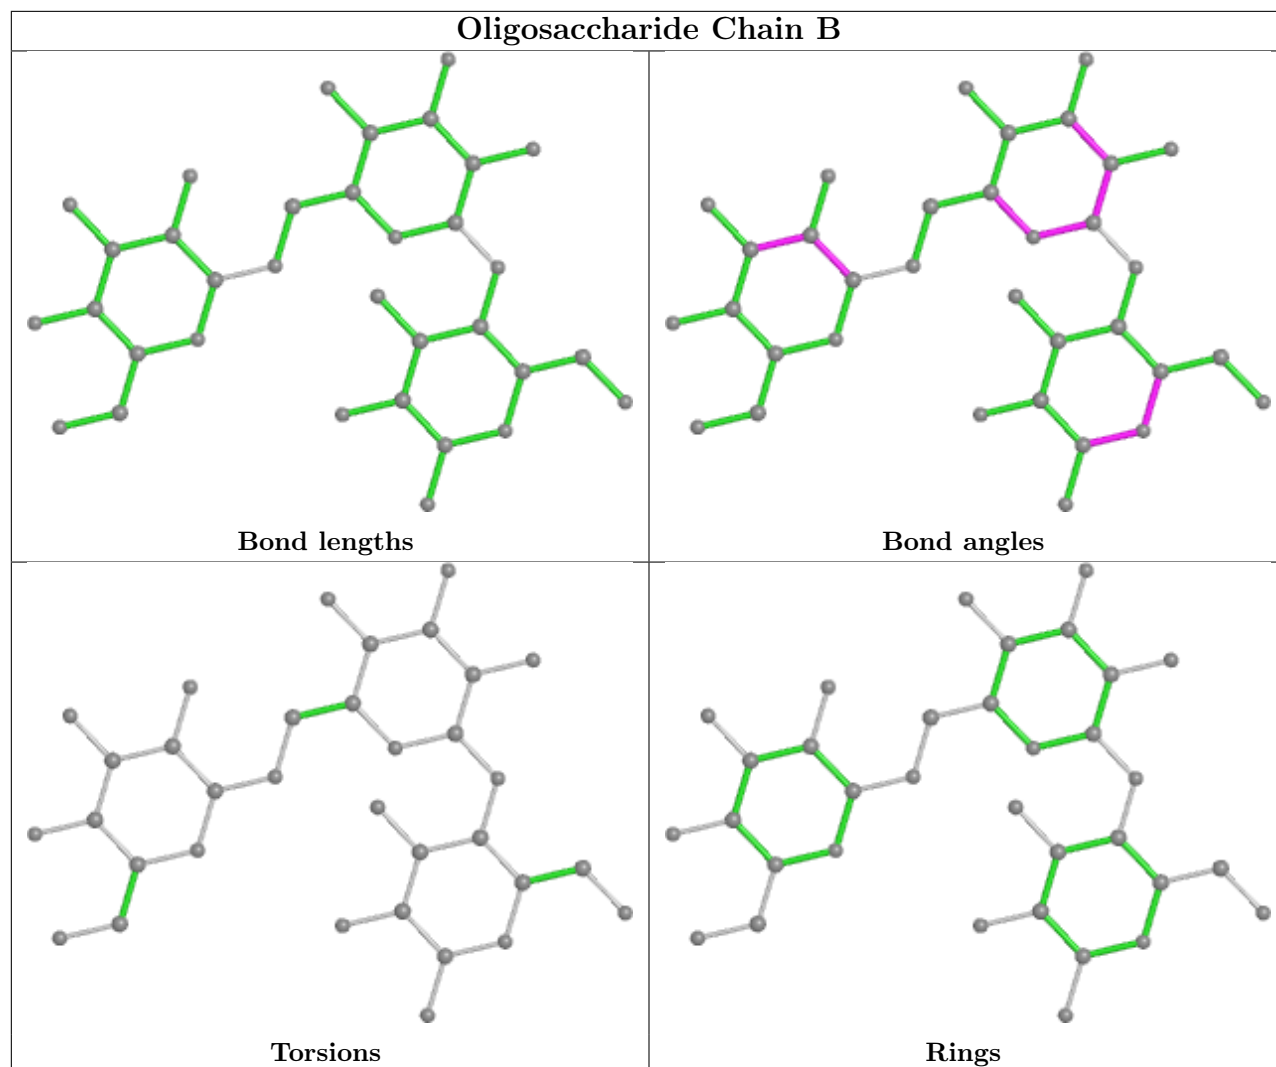 Oligosaccharide Chain B
Bond lengths
Bond angles
Torsions
Rings